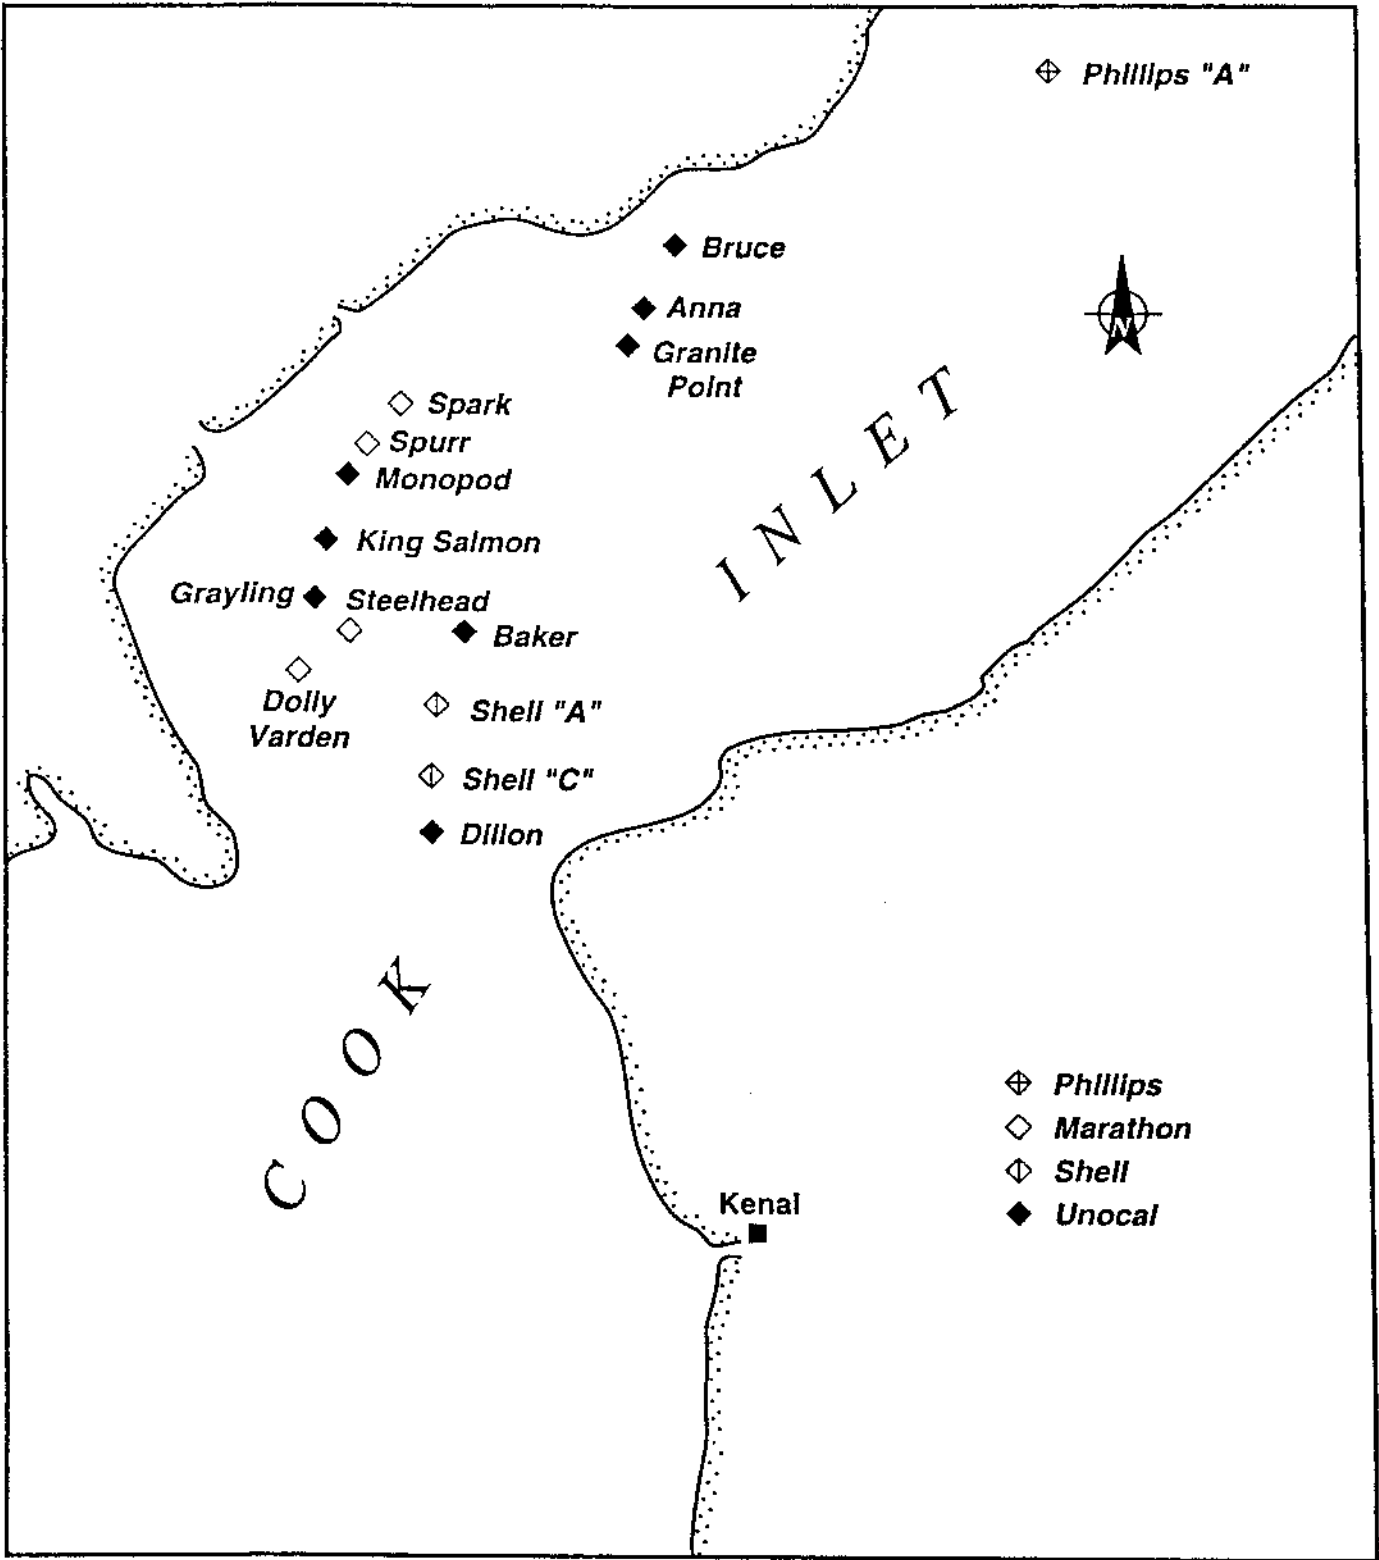 Phillips "A"
Bruce
Anna
Granite
Point
Spark
Spurr
Monopod
King Salmon
Grayling
Steelhead
Baker
Dolly
Varden
Shell "A"
Shell "C"
Dillon
COOK INLET
N
Kenai
Phillips
Marathon
Shell
Unocal